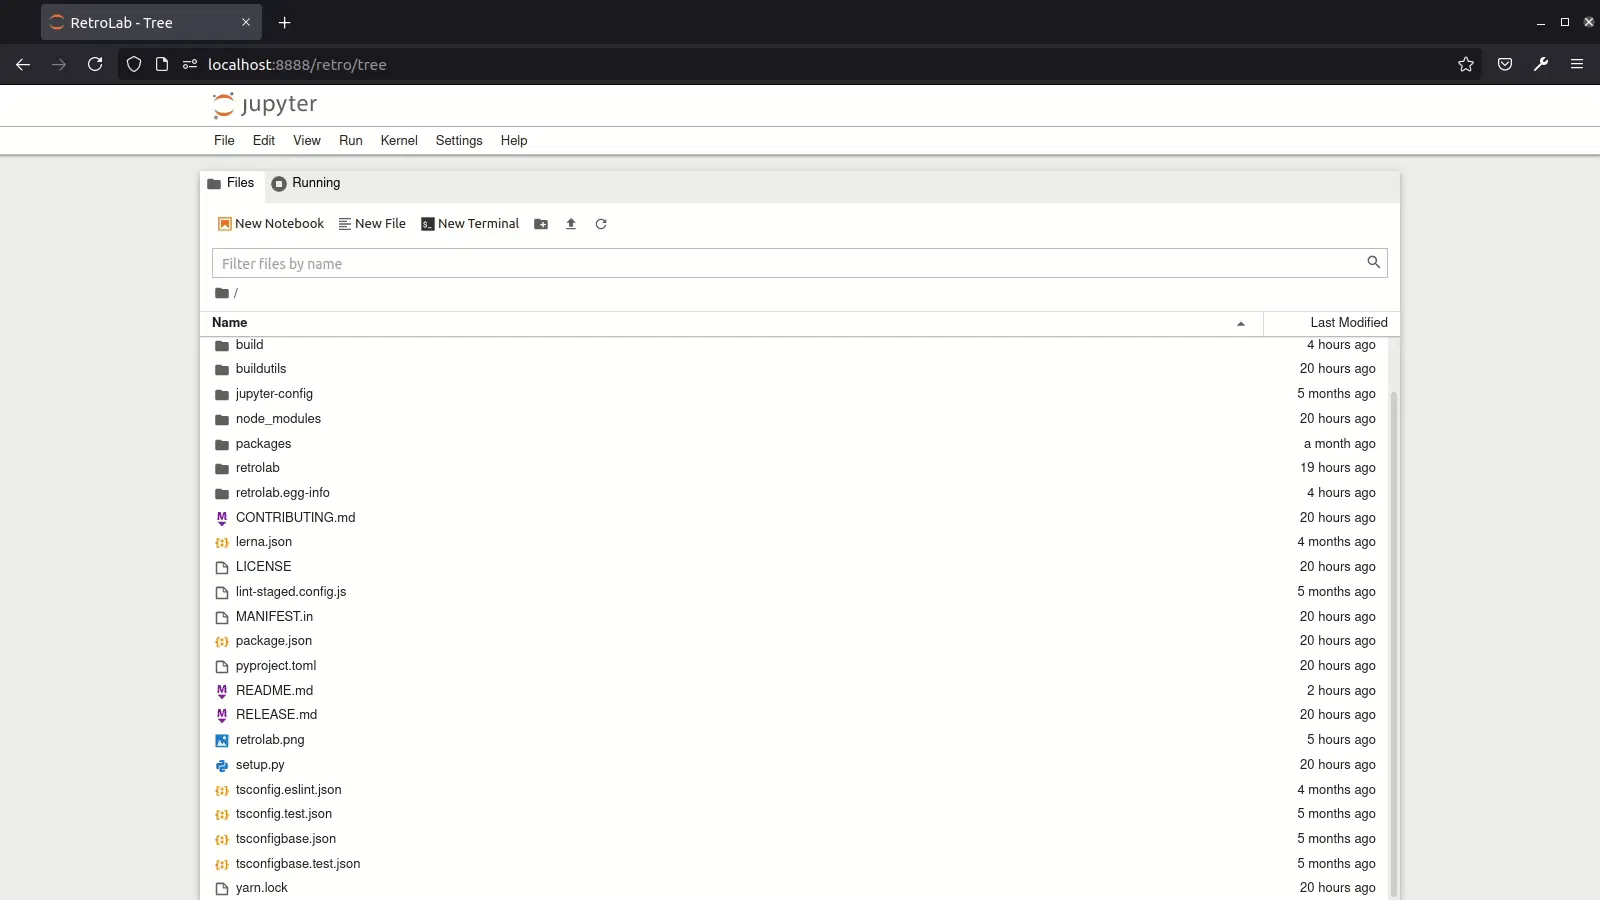 RetroLab - Tree
localhost:8888/retro/tree
jupyter
File Edit View Run Kernel Settings Help
Files Running
New Notebook New File New Terminal
Filter files by name
/
Name Last Modified
build 4 hours ago
buildutils 20 hours ago
jupyter-config 5 months ago
node_modules 20 hours ago
packages a month ago
retrolab 19 hours ago
retrolab.egg-info 4 hours ago
CONTRIBUTING.md 20 hours ago
lerna.json 4 months ago
LICENSE 20 hours ago
lint-staged.config.js 5 months ago
MANIFEST.in 20 hours ago
package.json 20 hours ago
pyproject.toml 20 hours ago
README.md 2 hours ago
RELEASE.md 20 hours ago
retrolab.png 5 hours ago
setup.py 20 hours ago
tsconfig.eslint.json 4 months ago
tsconfig.test.json 5 months ago
tsconfigbase.json 5 months ago
tsconfigbase.test.json 5 months ago
yarn.lock 20 hours ago